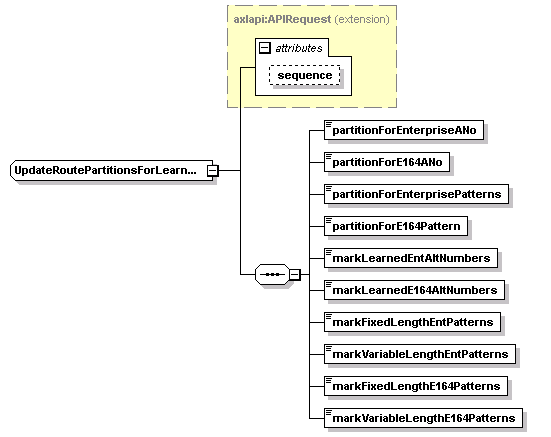 axlapi:APIRequest (extension)
attributes
sequence
UpdateRoutePartitionsForLearn...
partitionForEnterpriseANo
partitionForE164ANo
partitionForEnterprisePatterns
partitionForE164Pattern
markLearnedEntAltNumbers
markLearnedE164AltNumbers
markFixedLengthEntPatterns
markVariableLengthEntPatterns
markFixedLengthE164Patterns
markVariableLengthE164Patterns